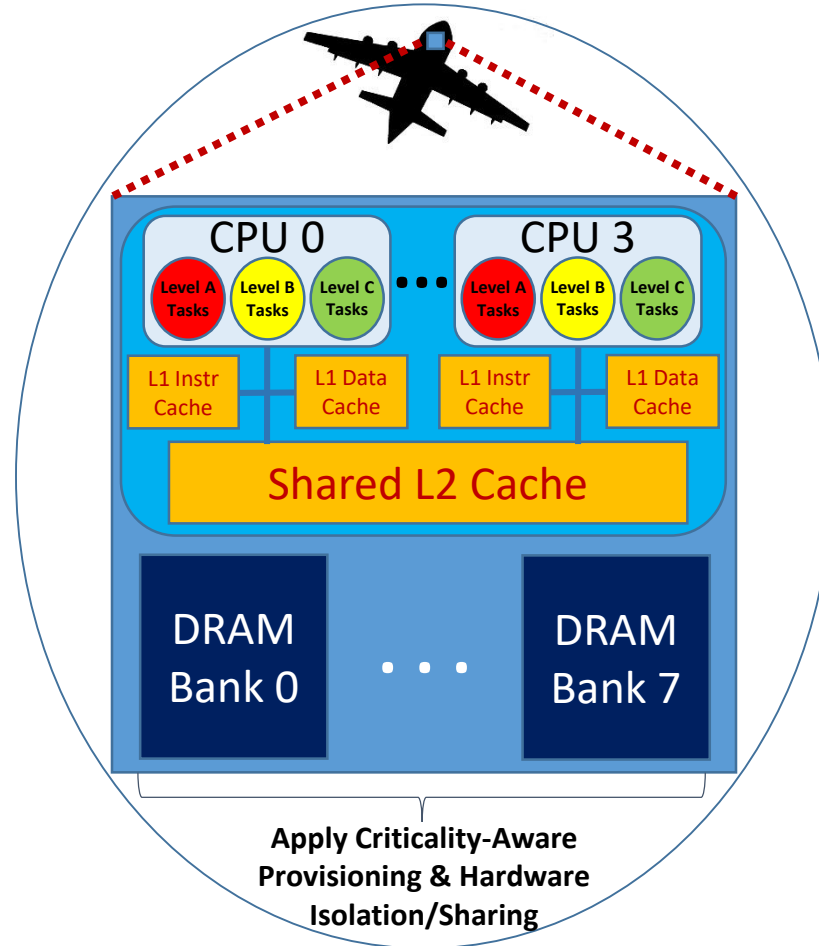 CPU 0
Level A
Tasks
Level B
Tasks
Level C
Tasks
...
CPU 3
Level A
Tasks
Level B
Tasks
Level C
Tasks
L1 Instr
Cache
L1 Data
Cache
L1 Instr
Cache
L1 Data
Cache
Shared L2 Cache
DRAM
Bank 0
. . .
DRAM
Bank 7
Apply Criticality-Aware
Provisioning & Hardware
Isolation/Sharing